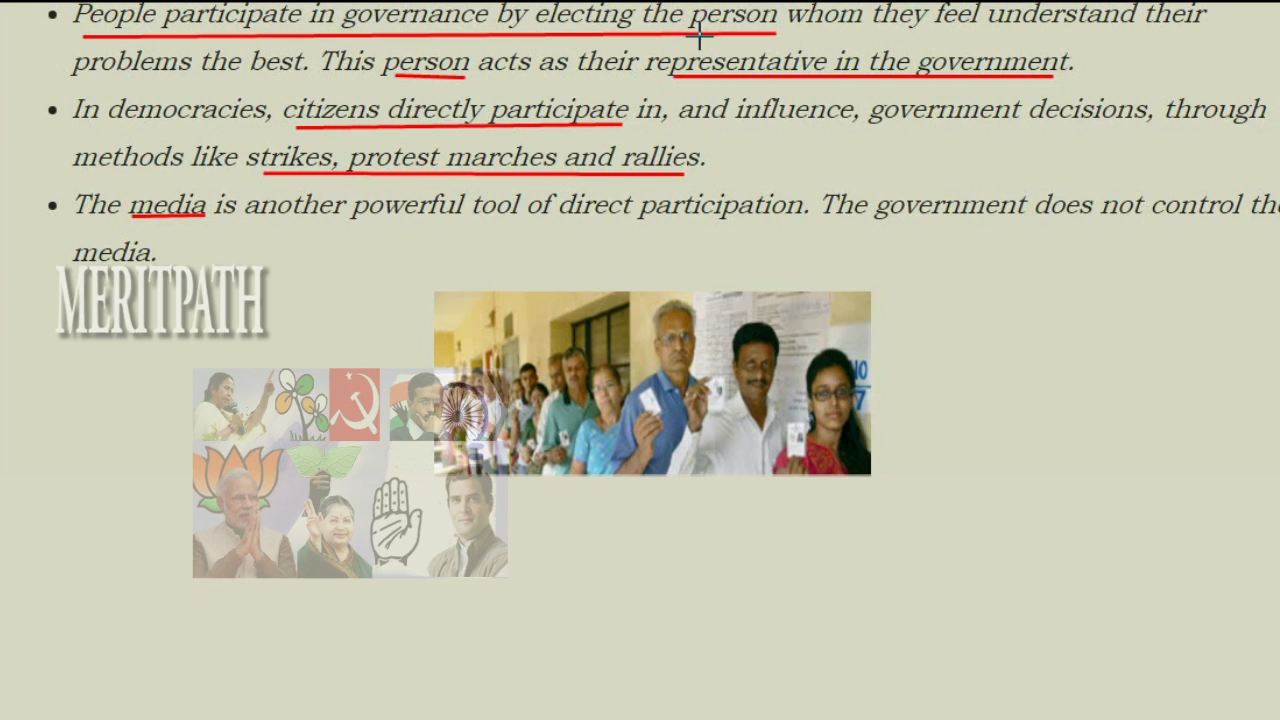 People participate in governance by electing the person whom they feel understand their
problems the best. This person acts as their representative in the government.
In democracies, citizens directly participate in, and influence, government decisions, through
methods like strikes, protest marches and rallies.
The media is another powerful tool of direct participation. The government does not control the
media.
MERITPATH
NO
7